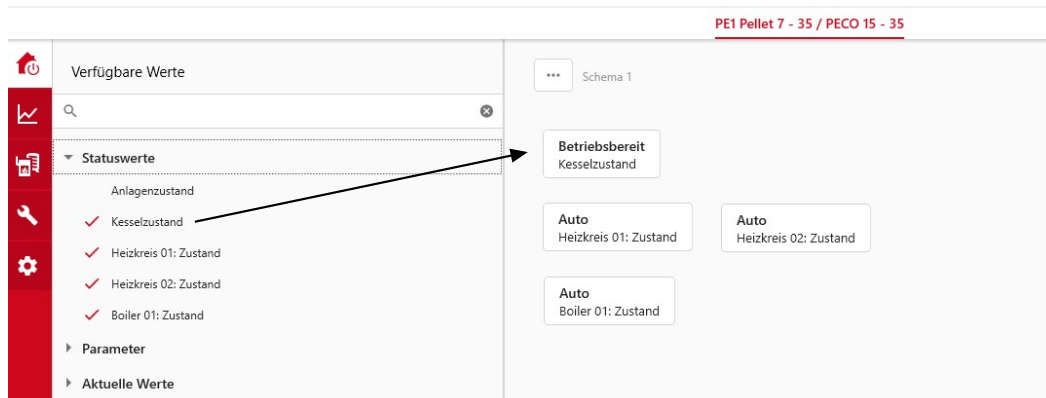 PE1 Pellet 7 - 35 / PECO 15 - 35
Verfügbare Werte
Statuswerte
Anlagenzustand
Kesselzustand
Heizkreis 01: Zustand
Heizkreis 02: Zustand
Boiler 01: Zustand
Parameter
Aktuelle Werte
Schema 1
Betriebsbereit
Kesselzustand
Auto
Heizkreis 01: Zustand
Auto
Heizkreis 02: Zustand
Auto
Boiler 01: Zustand